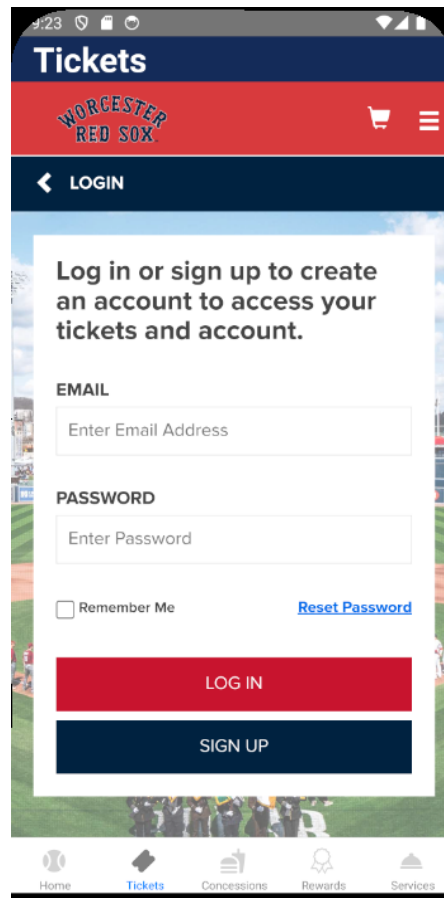 9:23
Tickets
WORCESTER
RED SOX
LOGIN
Log in or sign up to create
an account to access your
tickets and account.
EMAIL
Enter Email Address
PASSWORD
Enter Password
Remember Me
Reset Password
LOG IN
SIGN UP
Home
Tickets
Concessions
Rewards
Services